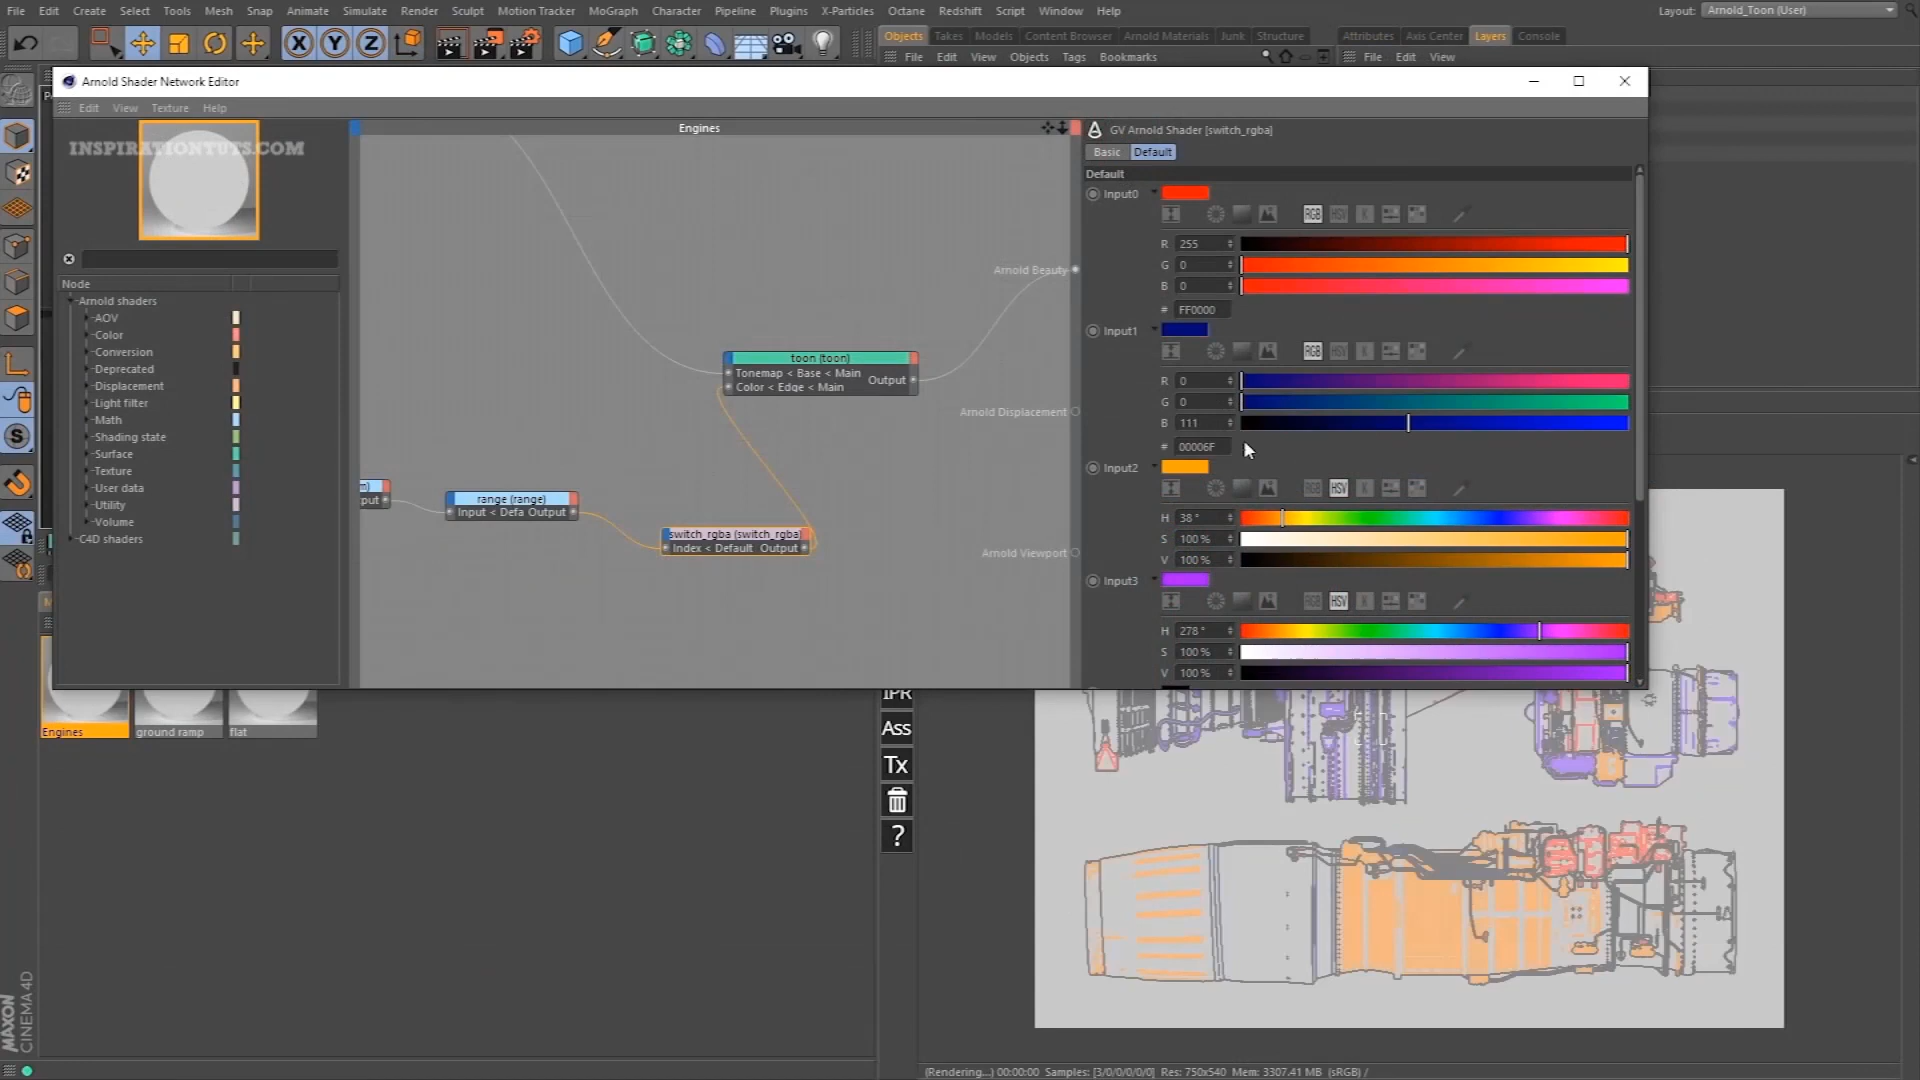 File Edit Create Select Tools Mesh Snap Animate Simulate Render Sculpt Motion Tracker MoGraph Character Pipeline Plugins X-Particles Octane Redshift Script Window Help Layout: Arnold_Toon (User)
X Y Z
Objects Takes Models Content Browser Arnold Materials Junk Structure Attributes Axis Center Layers Console
File Edit View Objects Tags Bookmarks File Edit View
Arnold Shader Network Editor
Edit View Texture Help
Engines
INSPIRATIONTUTS.COM
GV Arnold Shader [switch_rgba]
Basic Default
Default
Node
Arnold shaders
AOV
Color
Conversion
Deprecated
Displacement
Light filter
Math
Shading state
Surface
Texture
User data
Utility
Volume
C4D shaders
toon (toon)
Tonemap < Base < Main
Color < Edge < Main
Output
range (range)
Input < Defa Output
switch_rgba (switch_rgba)
Index < Default Output
Arnold Beauty
Arnold Displacement
Arnold Viewport
Input0
RGB HSV K
R 255
G 0
B 0
# FF0000
Input1
RGB HSV K
R 0
G 0
B 111
# 00006F
Input2
RGB HSV K
H 38 °
S 100 %
V 100 %
Input3
RGB HSV K
H 278 °
S 100 %
V 100 %
Engines ground ramp flat
IPR
Ass
Tx
?
MAXON
CINEMA 4D
(Rendering...) 00:00:00 Samples: [3/0/0/0/0/0] Res: 750x540 Mem: 3307.41 MB (sRGB) /